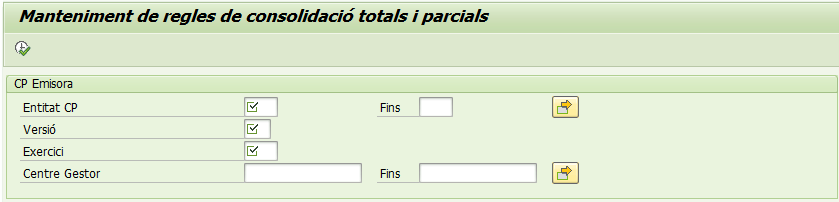 Manteniment de regles de consolidació totals i parcials
CP Emisora
Entitat CP Fins
Versió
Exercici
Centre Gestor Fins